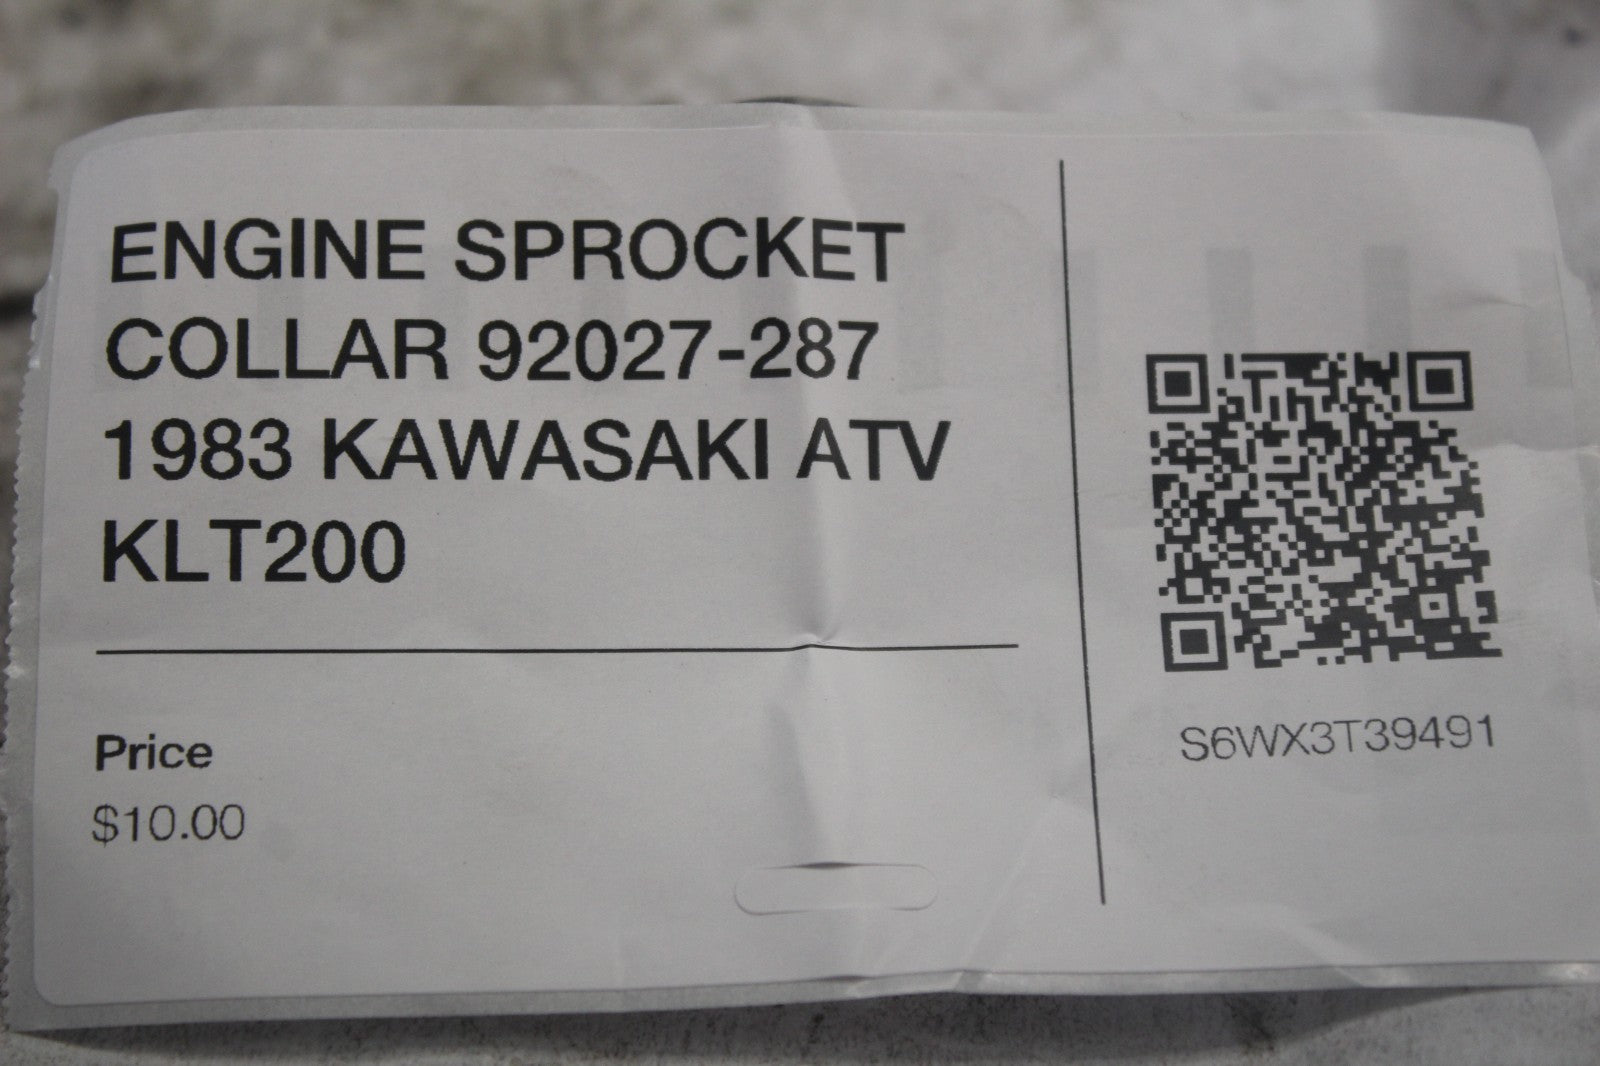 ENGINE SPROCKET
COLLAR 92027-287
1983 KAWASAKI ATV
KLT200
Price
$10.00
S6WX3T39491